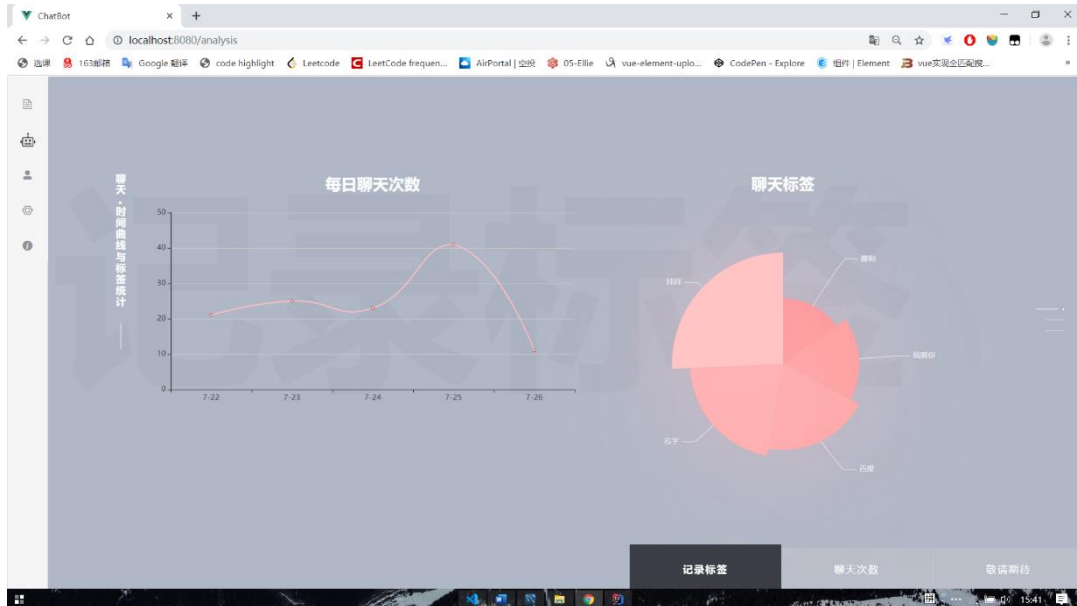 ChatBot
localhost:8080/analysis
选课
163邮箱
Google 翻译
code highlight
Leetcode
LeetCode frequen...
AirPortal | 空投
05-Ellie
vue-element-uplo...
CodePen - Explore
组件 | Element
vue实现全匹配搜...
记录标签
聊天·时间曲线与标签统计
每日聊天次数
50
40
30
20
10
0
7-22
7-23
7-24
7-25
7-26
聊天标签
拜拜
名字
百度
记录标签
聊天次数
敬请期待
15:41